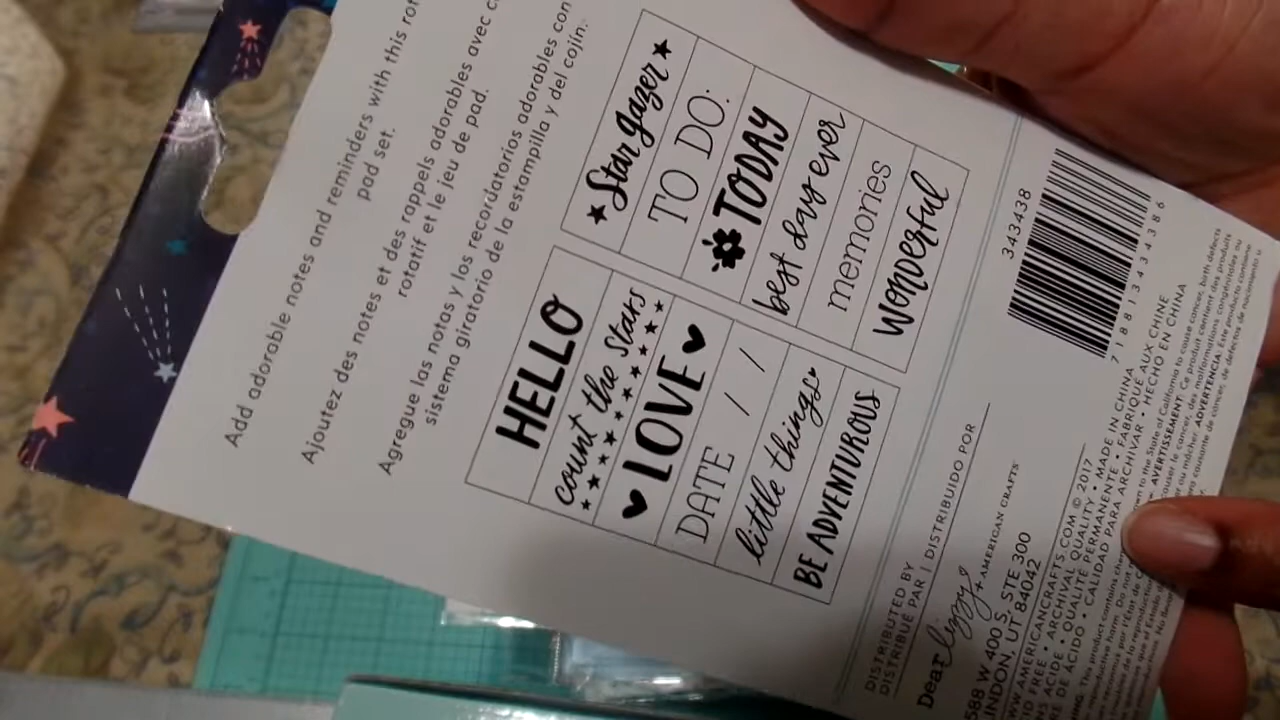 Add adorable notes and reminders with this
pad set.
Ajoutez des notes et des rappels adorables avec
rotatif et le jeu de pad.
Agregue las notas y los recordatorios adorables con
sistema giratorio de la estampilla y del cojín.
HELLO
count the stars
LOVE
DATE / /
little things
BE ADVENTUROUS
Star gazer
TO DO:
TODAY
best day ever
memories
WONDERFUL
DISTRIBUTED BY
DISTRIBUÉ PAR | DISTRIBUIDO POR
Dear Lizzy + AMERICAN CRAFTS
588 W 400 S, STE 300
LINDON, UT 84042
WWW.AMERICANCRAFTS.COM © 2017
ARCHIVAL QUALITY • MADE IN CHINA
QUALITÉ PERMANENTE • FABRIQUÉ AUX CHINE
CALIDAD PARA ARCHIVAR • HECHO EN CHINA
343438
7 18813 43438 6